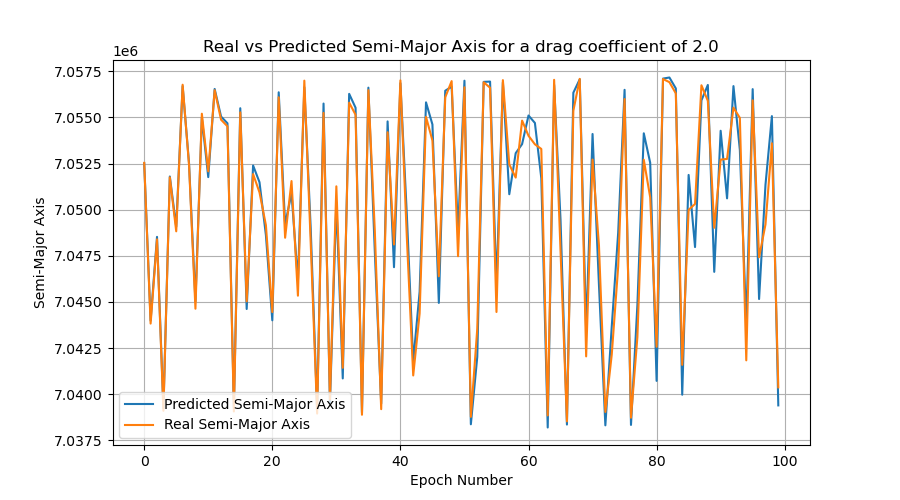 Real vs Predicted Semi-Major Axis for a drag coefficient of 2.0
1e6
7.0575
7.0550
7.0525
7.0500
7.0475
7.0450
7.0425
7.0400
7.0375
Semi-Major Axis
Predicted Semi-Major Axis
Real Semi-Major Axis
0 20 40 60 80 100
Epoch Number